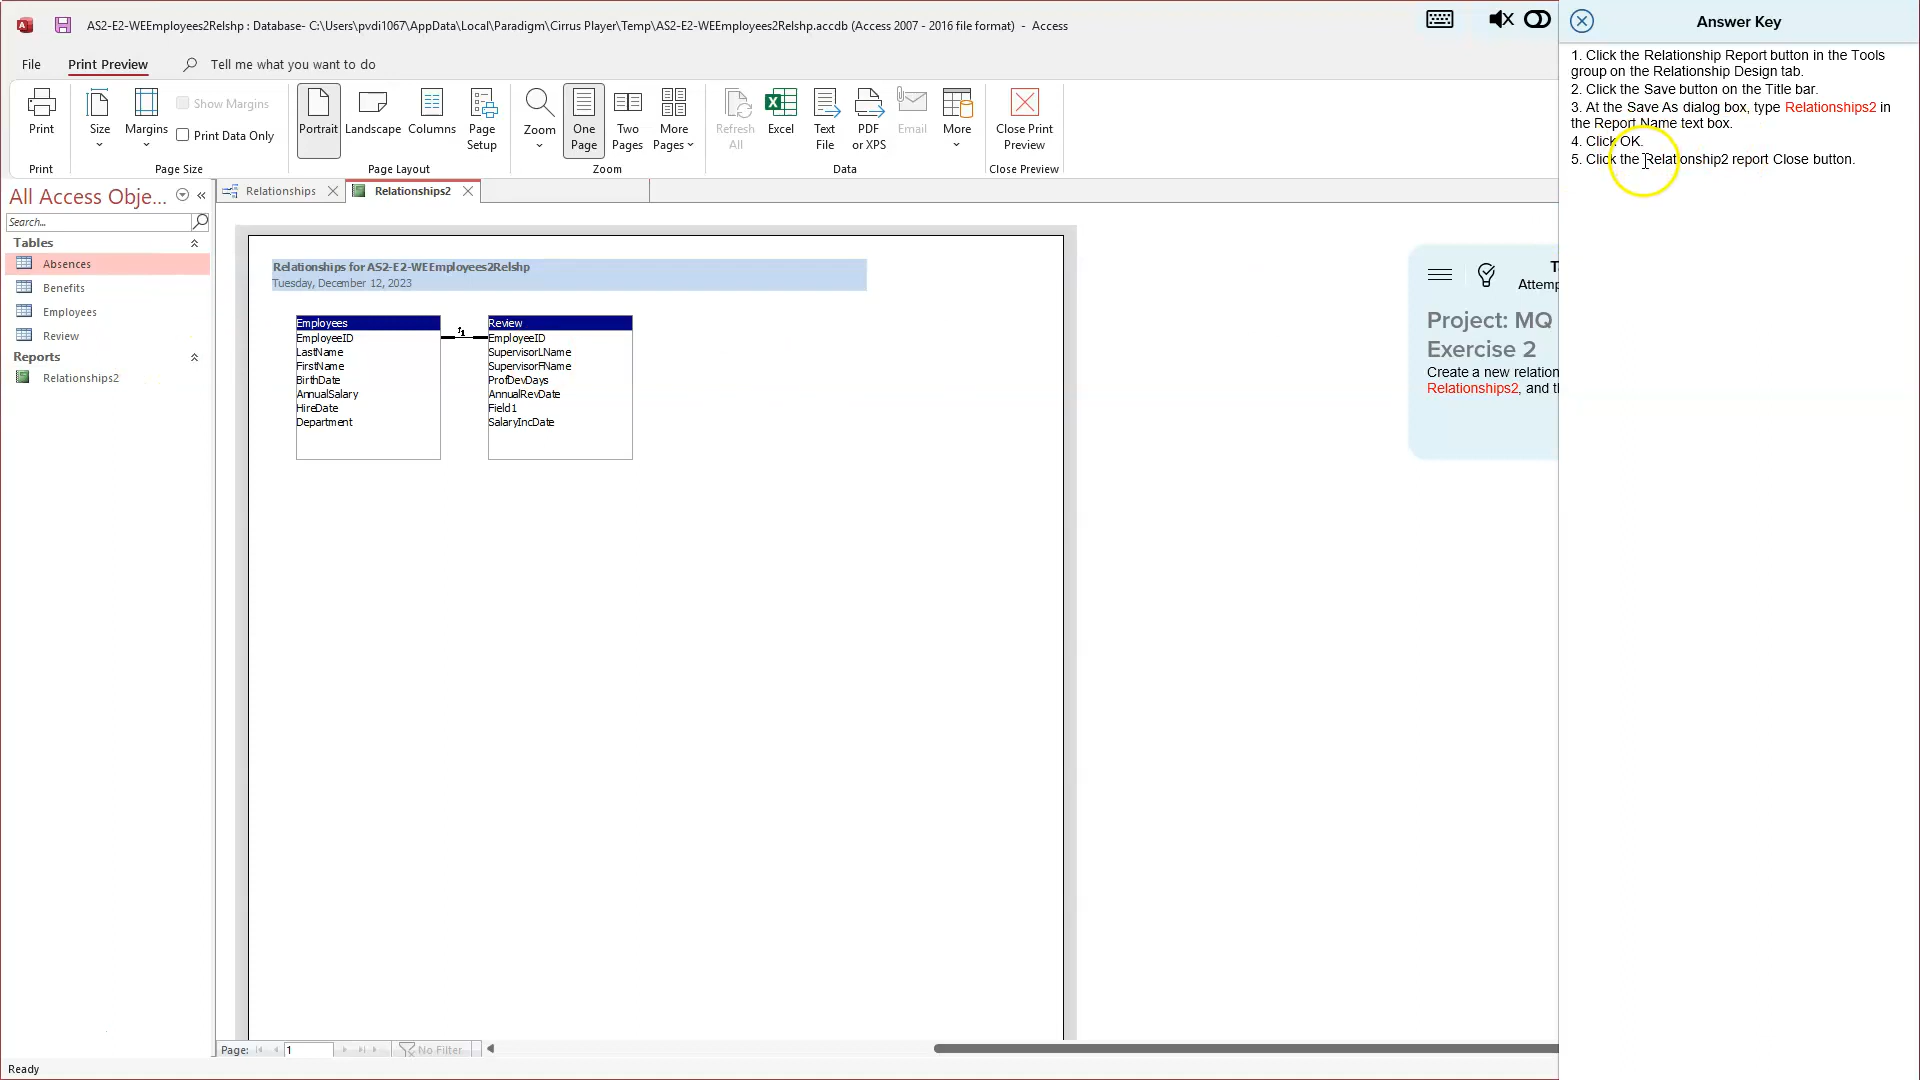 AS2-E2-WEEmployees2Relshp : Database- C:\Users\pvdi1067\AppData\Local\Paradigm\Cirrus Player\Temp\AS2-E2-WEEmployees2Relshp.accdb (Access 2007 - 2016 file format) - Access
File
Print Preview
Tell me what you want to do
Print
Size
Margins
Show Margins
Print Data Only
Portrait
Landscape
Columns
Page
Setup
Zoom
One
Page
Two
Pages
More
Pages
Refresh
All
Excel
Text
File
PDF
or XPS
Email
More
Close Print
Preview
Print
Page Size
Page Layout
Zoom
Data
Close Preview
All Access Obje...
Search...
Tables
Absences
Benefits
Employees
Review
Reports
Relationships2
Relationships
Relationships2
Relationships for AS2-E2-WEEmployees2Relshp
Tuesday, December 12, 2023
Employees
EmployeeID
LastName
FirstName
BirthDate
AnnualSalary
HireDate
Department
Review
EmployeeID
SupervisorLName
SupervisorFName
ProfDevDays
AnnualRevDate
Field1
SalaryIncDate
Attemp
Project: MQ
Exercise 2
Create a new relation
Relationships2, and t
Answer Key
1. Click the Relationship Report button in the Tools
group on the Relationship Design tab.
2. Click the Save button on the Title bar.
3. At the Save As dialog box, type Relationships2 in
the Report Name text box.
4. Click OK.
5. Click the Relationship2 report Close button.
Page:
1
No Filter
Ready